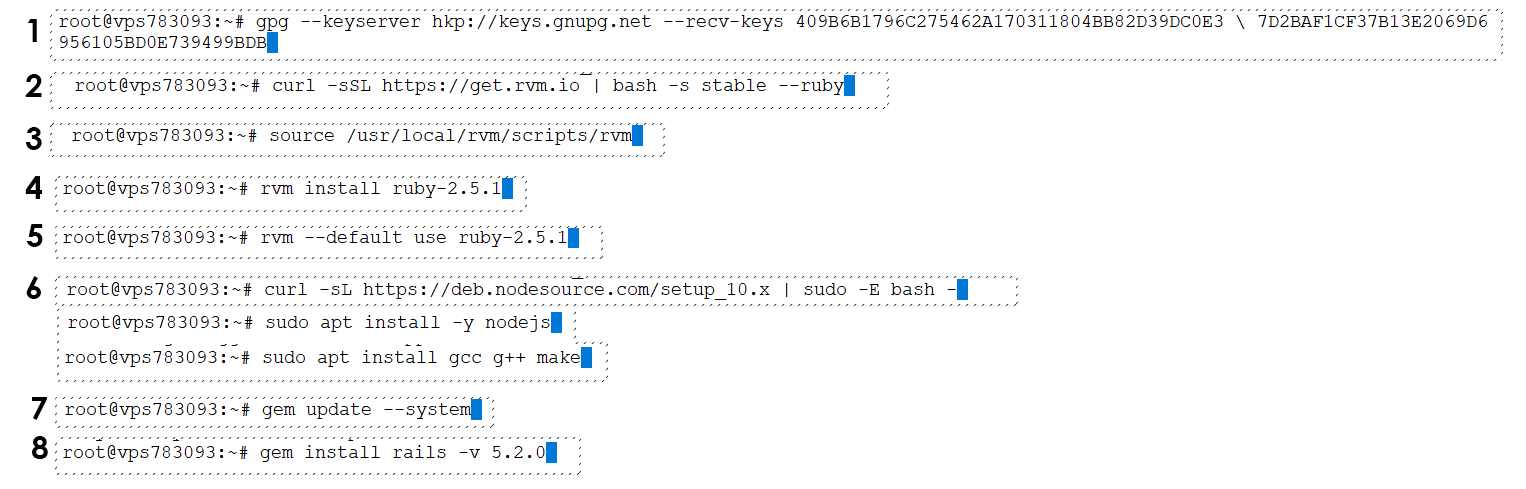 1 root@vps783093:~# gpg --keyserver hkp://keys.gnupg.net --recv-keys 409B6B1796C275462A170311804BB82D39DC0E3 \ 7D2BAF1CF37B13E2069D6
956105BD0E739499BDB
2 root@vps783093:~# curl -sSL https://get.rvm.io | bash -s stable --ruby
3 root@vps783093:~# source /usr/local/rvm/scripts/rvm
4 root@vps783093:~# rvm install ruby-2.5.1
5 root@vps783093:~# rvm --default use ruby-2.5.1
6 root@vps783093:~# curl -sL https://deb.nodesource.com/setup_10.x | sudo -E bash -
root@vps783093:~# sudo apt install -y nodejs
root@vps783093:~# sudo apt install gcc g++ make
7 root@vps783093:~# gem update --system
8 root@vps783093:~# gem install rails -v 5.2.0